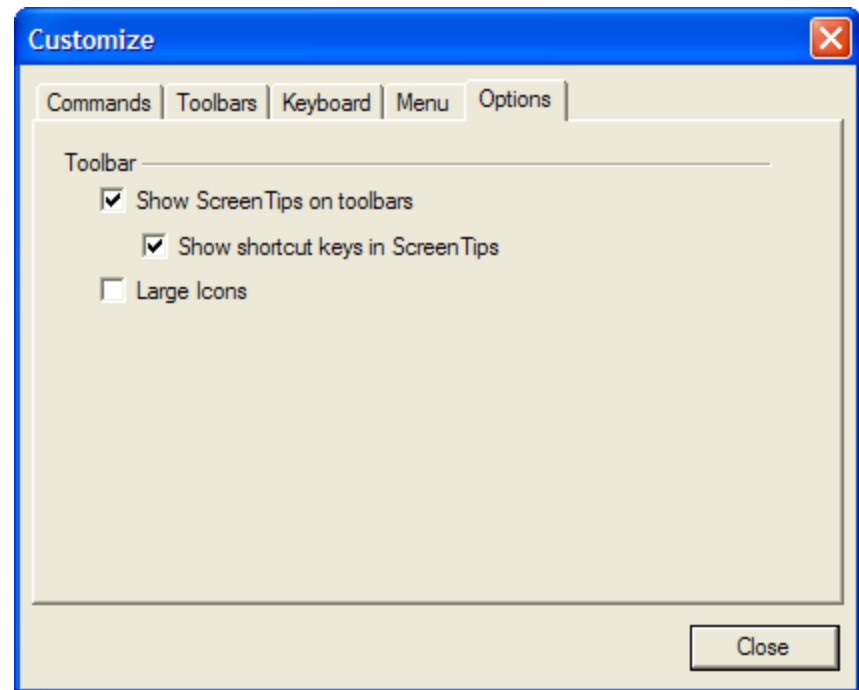 Customize
Commands Toolbars Keyboard Menu Options
Toolbar
Show ScreenTips on toolbars
Show shortcut keys in ScreenTips
Large Icons
Close